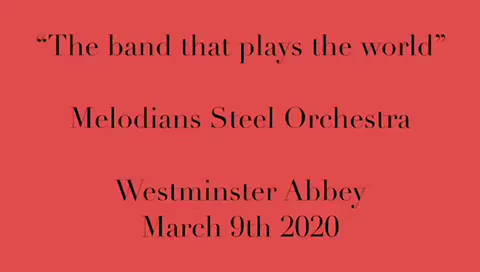 “The band that plays the world”
Melodians Steel Orchestra
Westminster Abbey
March 9th 2020